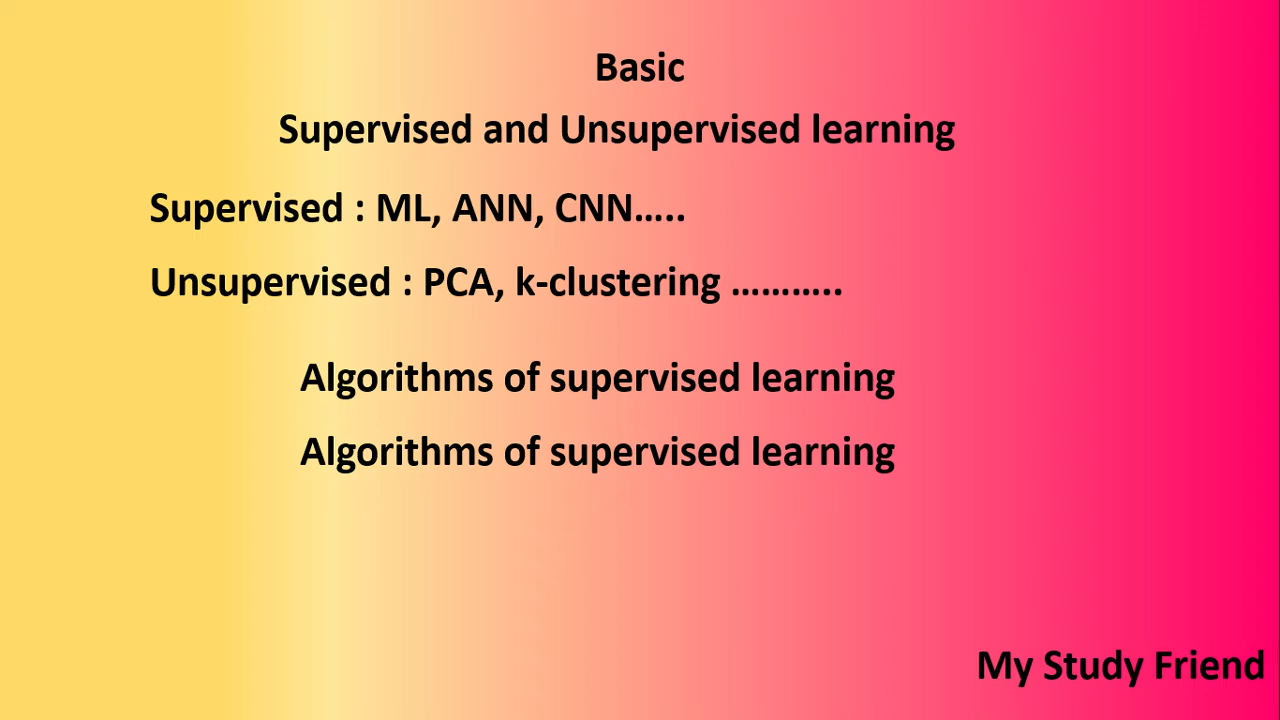 Basic
Supervised and Unsupervised learning
Supervised : ML, ANN, CNN.....
Unsupervised : PCA, k-clustering ...........
Algorithms of supervised learning
Algorithms of supervised learning
My Study Friend